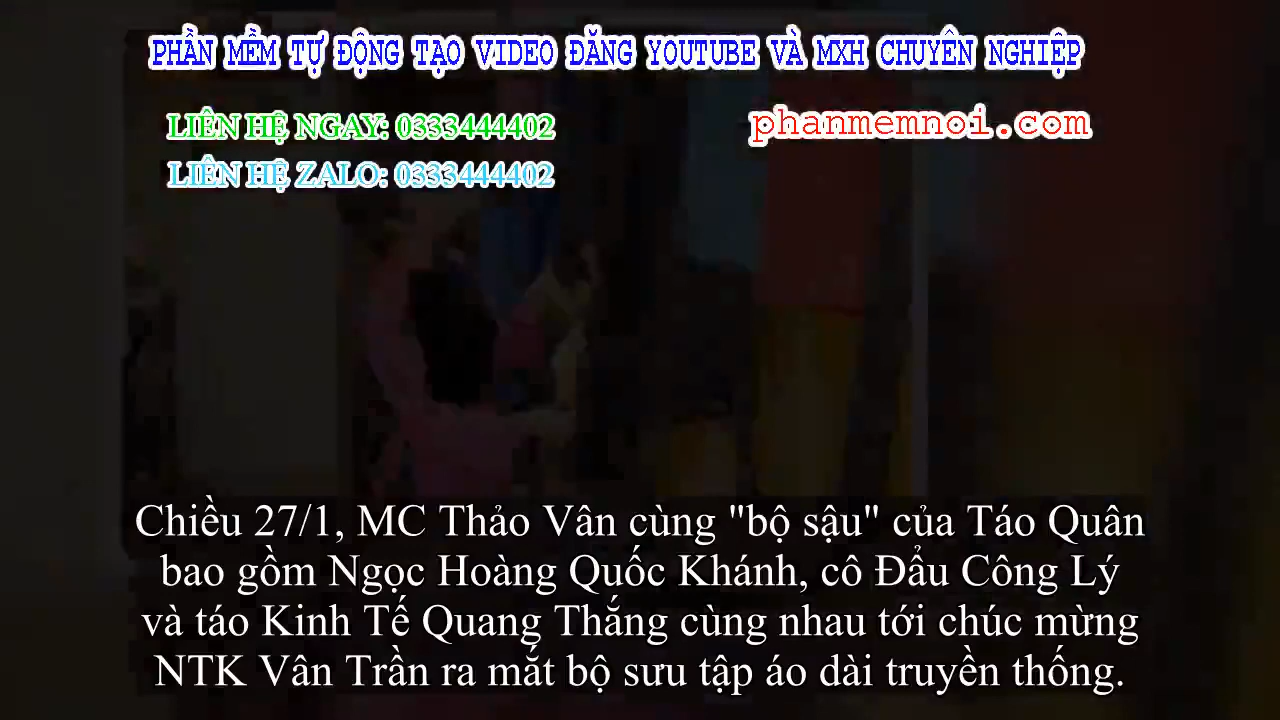 PHẦN MỀM TỰ ĐỘNG TẠO VIDEO ĐĂNG YOUTUBE VÀ MXH CHUYÊN NGHIỆP
LIÊN HỆ NGAY: 0333444402
phanmemnoi.com
LIÊN HỆ ZALO: 0333444402
Chiều 27/1, MC Thảo Vân cùng "bộ sậu" của Táo Quân
bao gồm Ngọc Hoàng Quốc Khánh, cô Đẩu Công Lý
và táo Kinh Tế Quang Thắng cùng nhau tới chúc mừng
NTK Vân Trần ra mắt bộ sưu tập áo dài truyền thống.